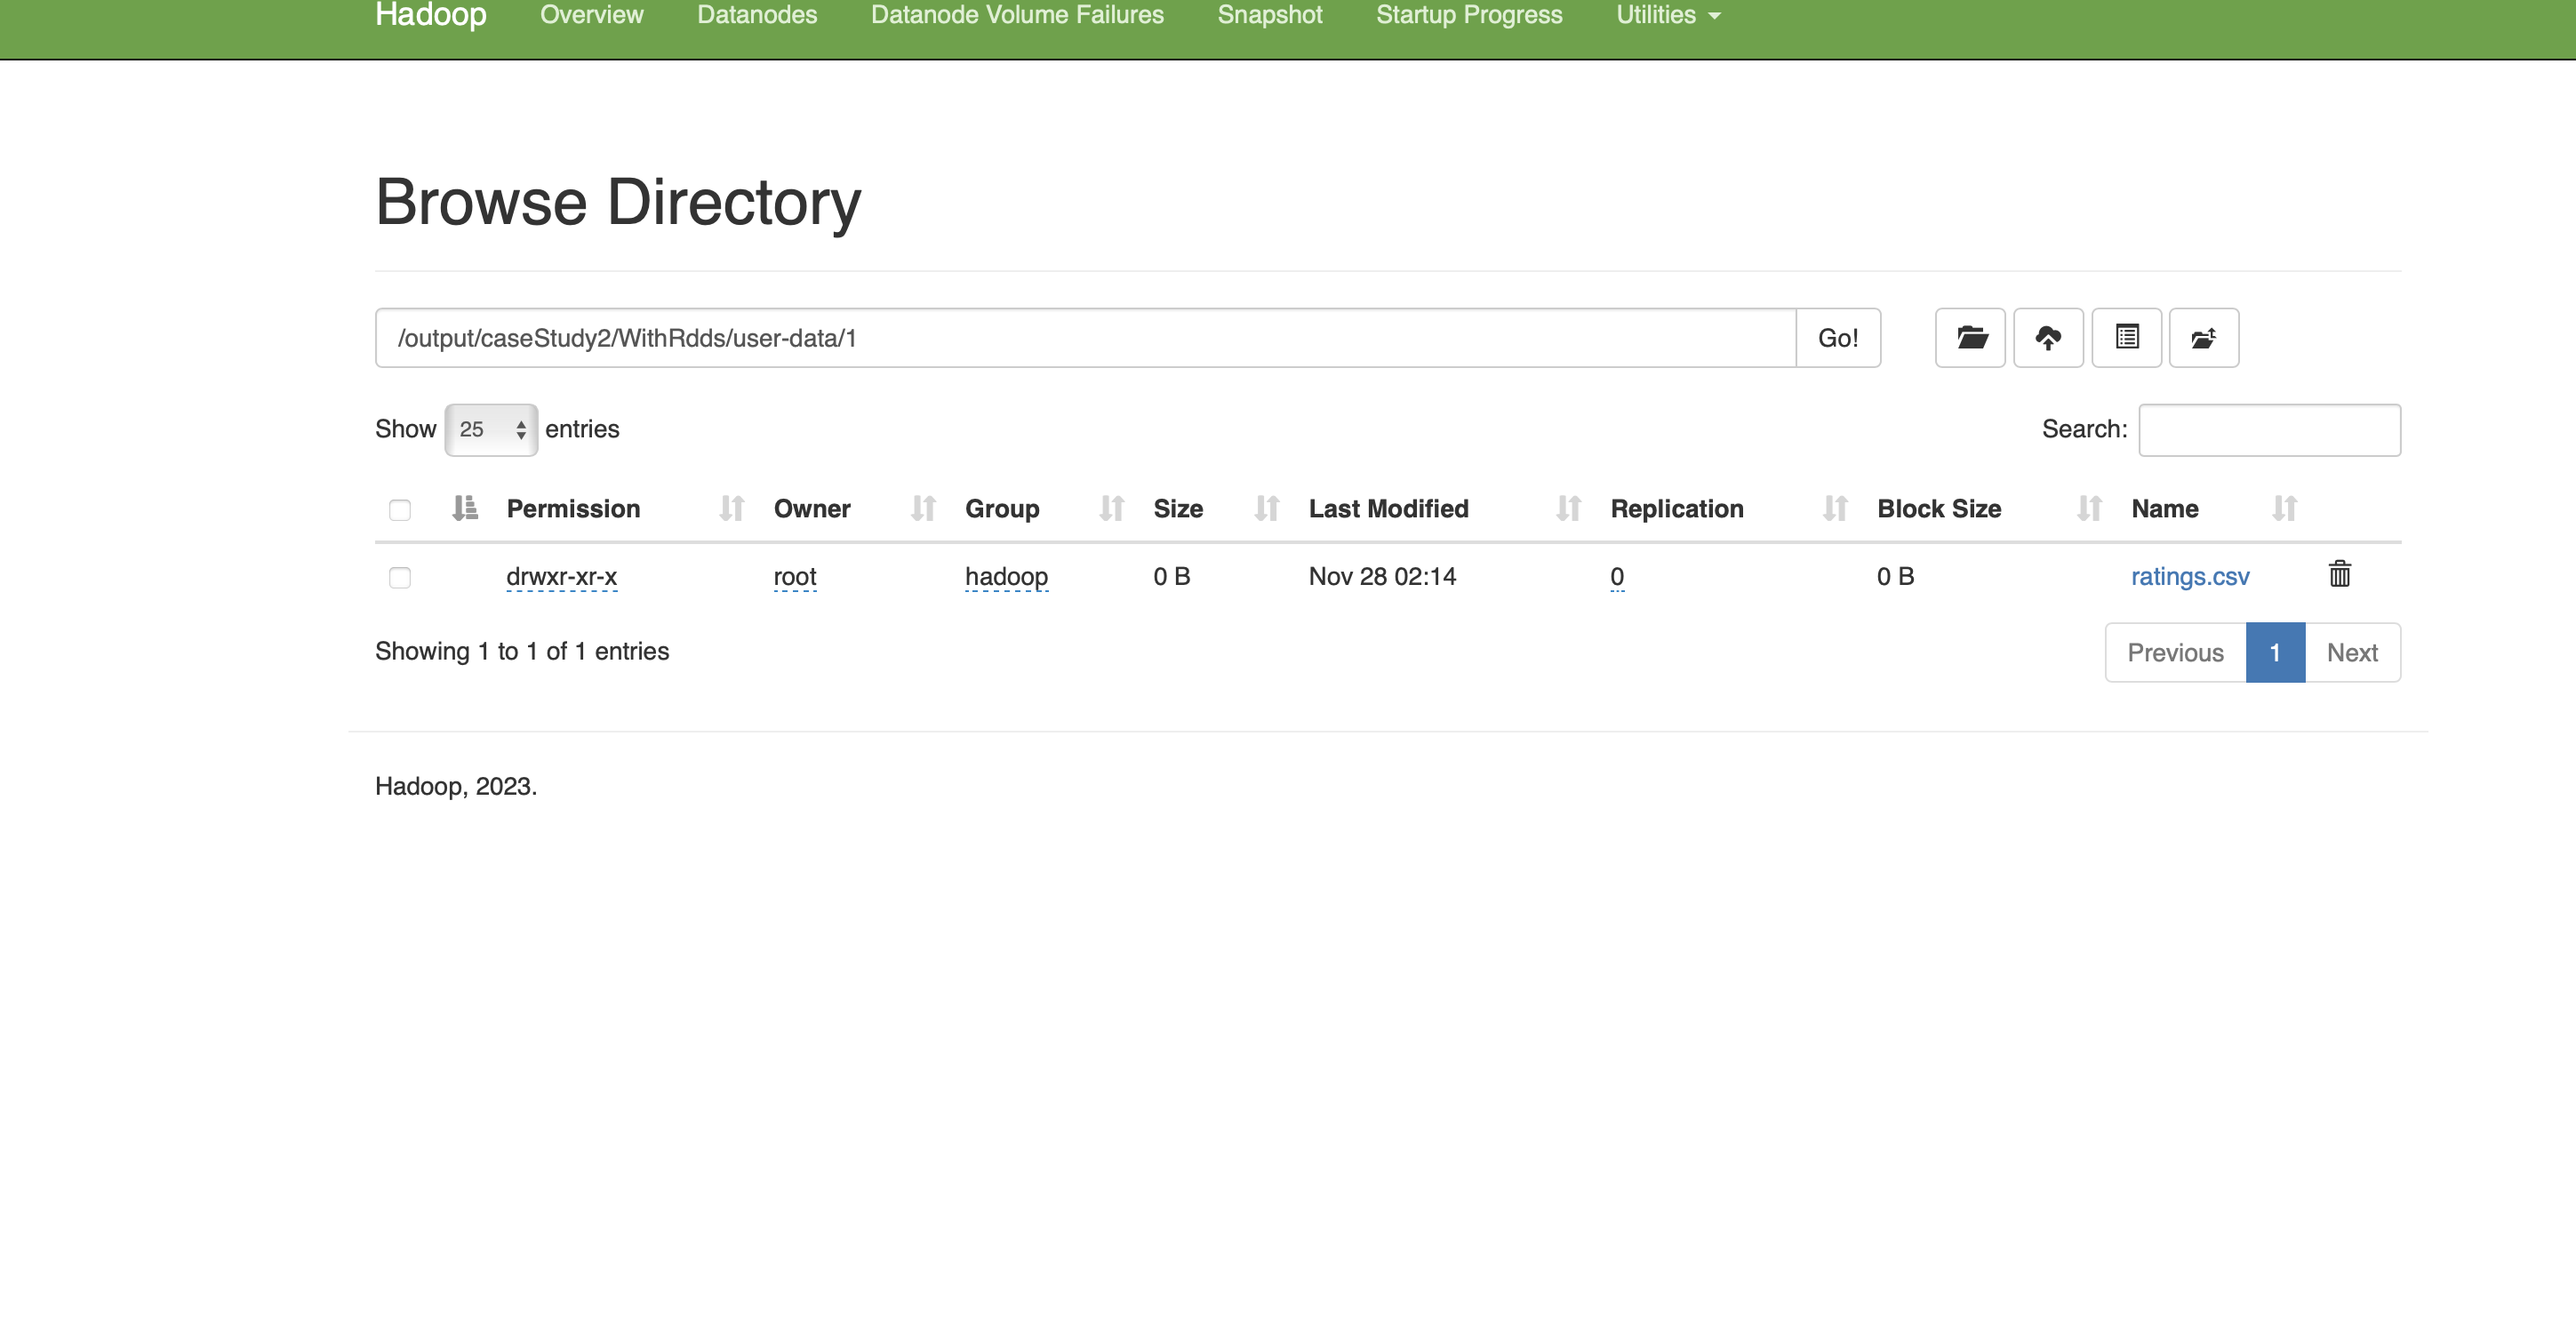 Hadoop Overview Datanodes Datanode Volume Failures Snapshot Startup Progress Utilities
Browse Directory
/output/caseStudy2/WithRdds/user-data/1 Go!
Show 25 entries Search:
Permission Owner Group Size Last Modified Replication Block Size Name
drwxr-xr-x root hadoop 0 B Nov 28 02:14 0 0 B ratings.csv
Showing 1 to 1 of 1 entries Previous 1 Next
Hadoop, 2023.